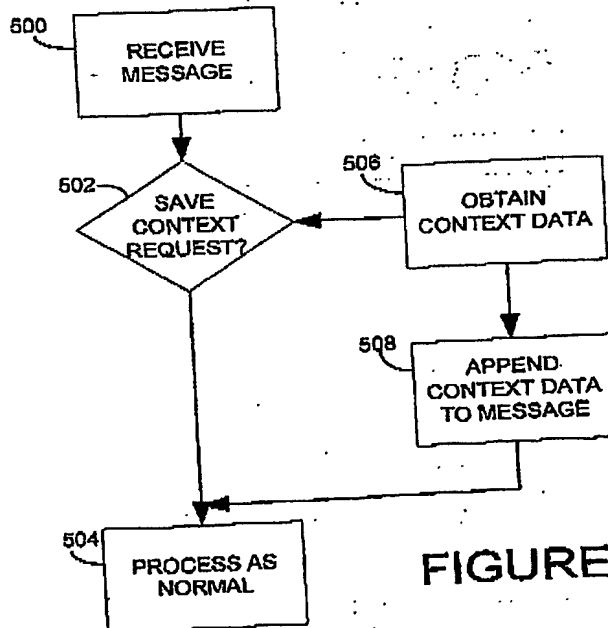 500
RECEIVE
MESSAGE
502
SAVE
CONTEXT
REQUEST?
506
OBTAIN
CONTEXT DATA
508
APPEND
CONTEXT DATA
TO MESSAGE
504
PROCESS AS
NORMAL
FIGURE